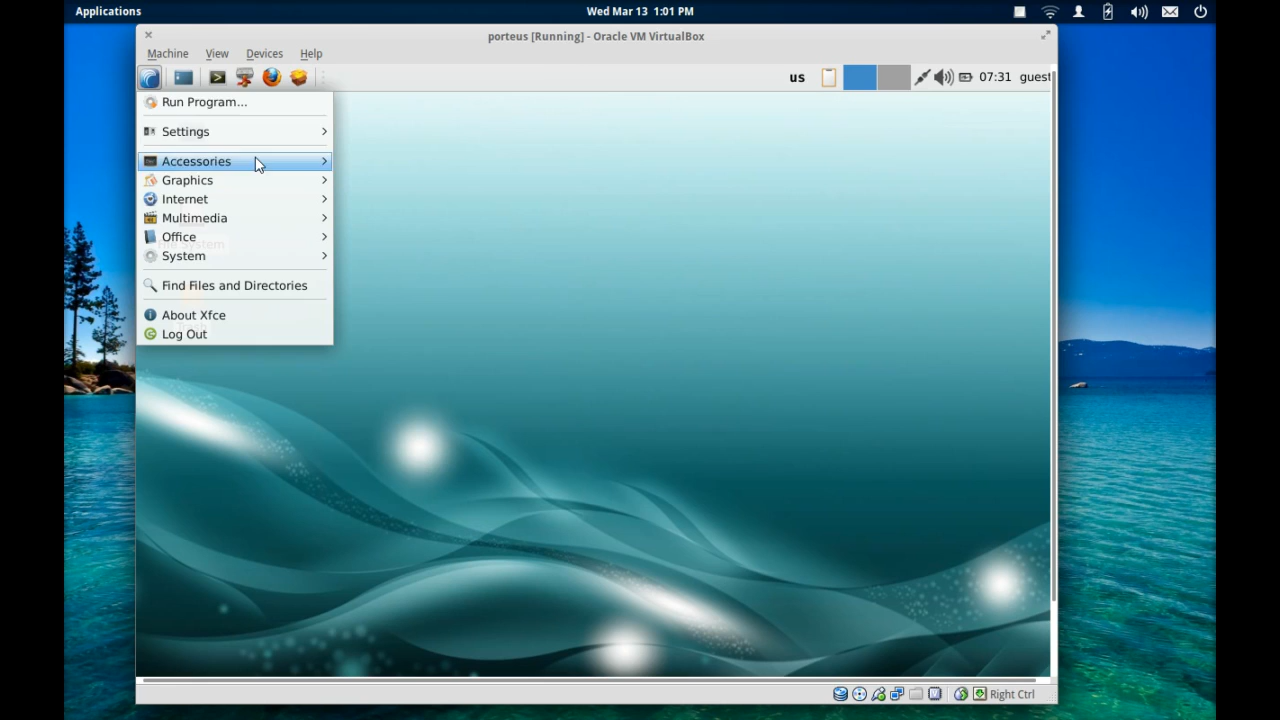 Applications
Wed Mar 13 1:01 PM
porteus [Running] - Oracle VM VirtualBox
Machine View Devices Help
us 07:31 guest
Run Program...
Settings
Accessories
Graphics
Internet
Multimedia
Office
System
Find Files and Directories
About Xfce
Log Out
Right Ctrl